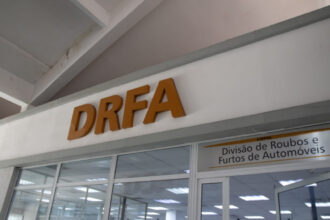 DRFA
Divisão de Roubos e
Furtos de Automóveis